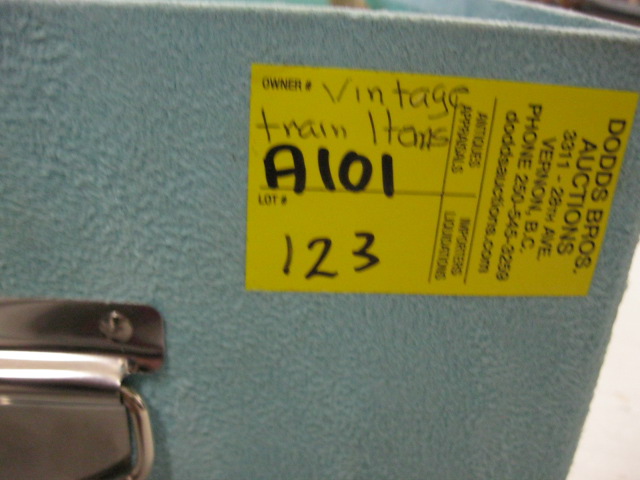 OWNER # Vintage
train Items
A101
LOT #
123
ANTIQUES
APPRAISALS
IMPORTERS
LIQUIDATIONS
DODDS BROS.
AUCTIONS
3311 - 28TH AVE.
VERNON, B.C.
PHONE 250-545-3259
doddsauctions.com